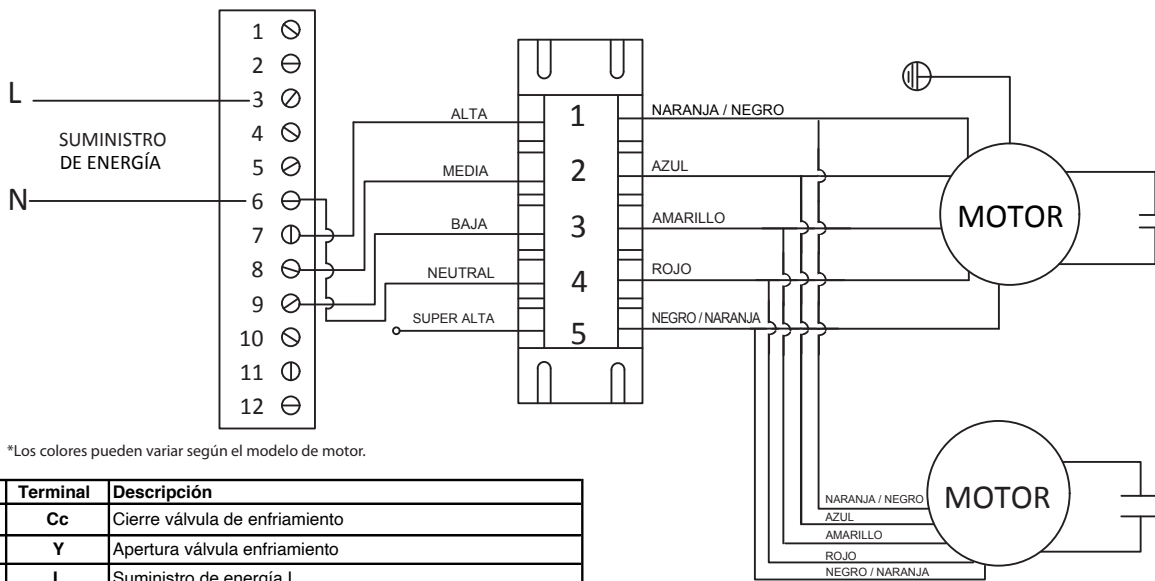 1
2
L
3
SUMINISTRO
DE ENERGÍA
4
5
N
6
7
8
9
10
11
12
ALTA
MEDIA
BAJA
NEUTRAL
SUPER ALTA
1
2
3
4
5
NARANJA / NEGRO
AZUL
AMARILLO
ROJO
NEGRO / NARANJA
MOTOR
NARANJA / NEGRO
AZUL
AMARILLO
ROJO
NEGRO / NARANJA
MOTOR
*Los colores pueden variar según el modelo de motor.
Terminal Descripción
Cc Cierre válvula de enfriamiento
Y Apertura válvula enfriamiento
L Suministro de energía L